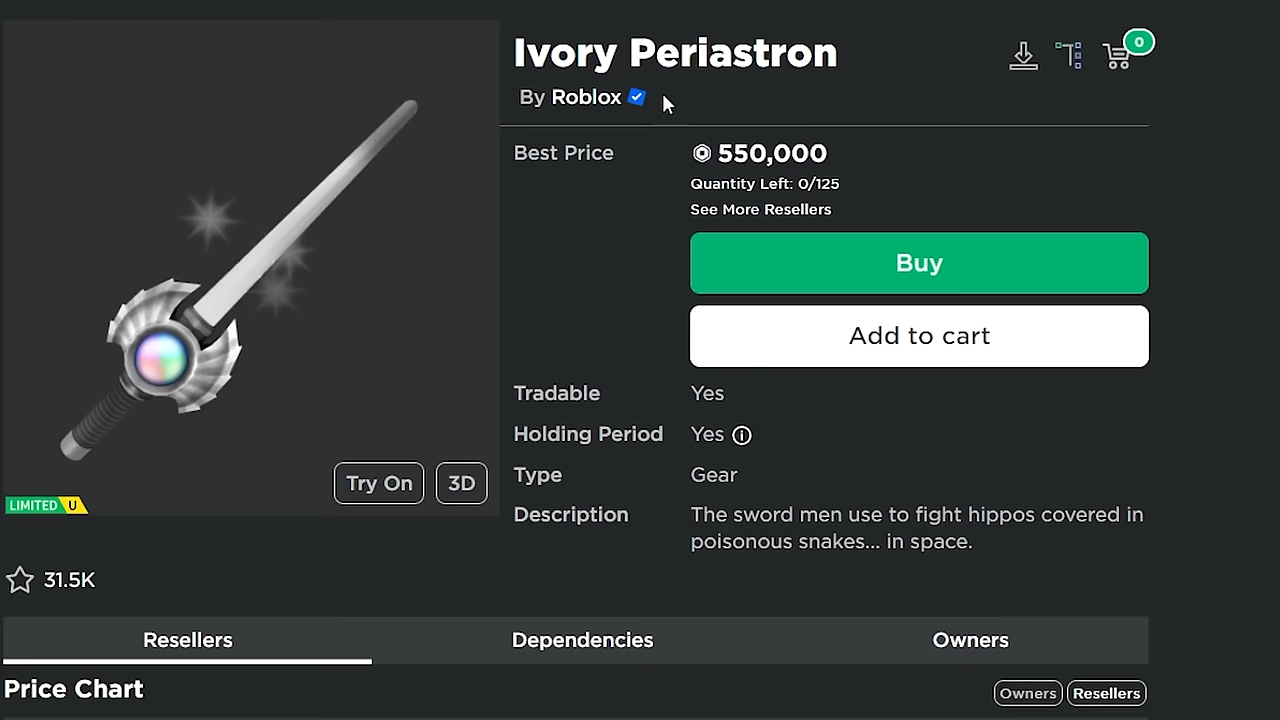 Ivory Periastron
0
By Roblox
Best Price
550,000
Quantity Left: 0/125
See More Resellers
Buy
Add to cart
Tradable
Yes
Holding Period
Yes
Type
Gear
Description
The sword men use to fight hippos covered in
poisonous snakes... in space.
Try On
3D
LIMITED U
31.5K
Resellers
Dependencies
Owners
Price Chart
Owners
Resellers